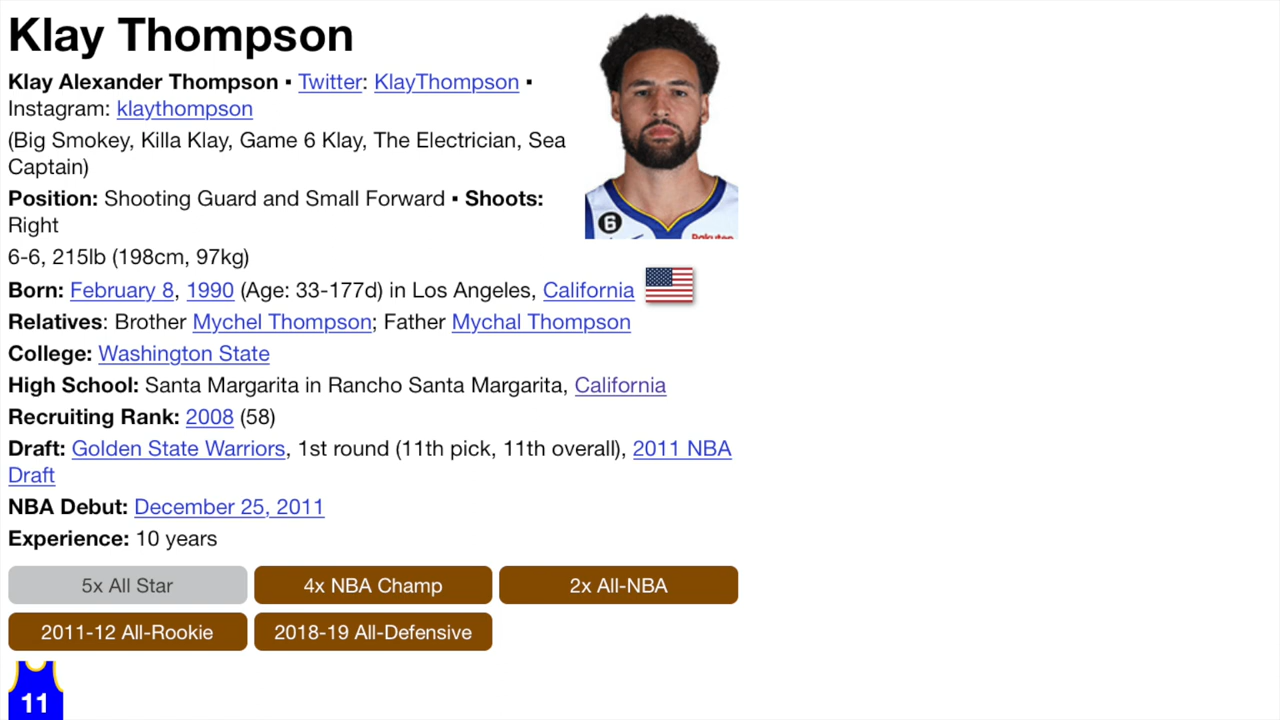 Klay Thompson
Klay Alexander Thompson ▪ Twitter: KlayThompson ▪
Instagram: klaythompson
(Big Smokey, Killa Klay, Game 6 Klay, The Electrician, Sea
Captain)
Position: Shooting Guard and Small Forward ▪ Shoots:
Right
6-6, 215lb (198cm, 97kg)
Born: February 8, 1990 (Age: 33-177d) in Los Angeles, California
Relatives: Brother Mychel Thompson; Father Mychal Thompson
College: Washington State
High School: Santa Margarita in Rancho Santa Margarita, California
Recruiting Rank: 2008 (58)
Draft: Golden State Warriors, 1st round (11th pick, 11th overall), 2011 NBA
Draft
NBA Debut: December 25, 2011
Experience: 10 years
5x All Star
4x NBA Champ
2x All-NBA
2011-12 All-Rookie
2018-19 All-Defensive
11
6
Rakuten